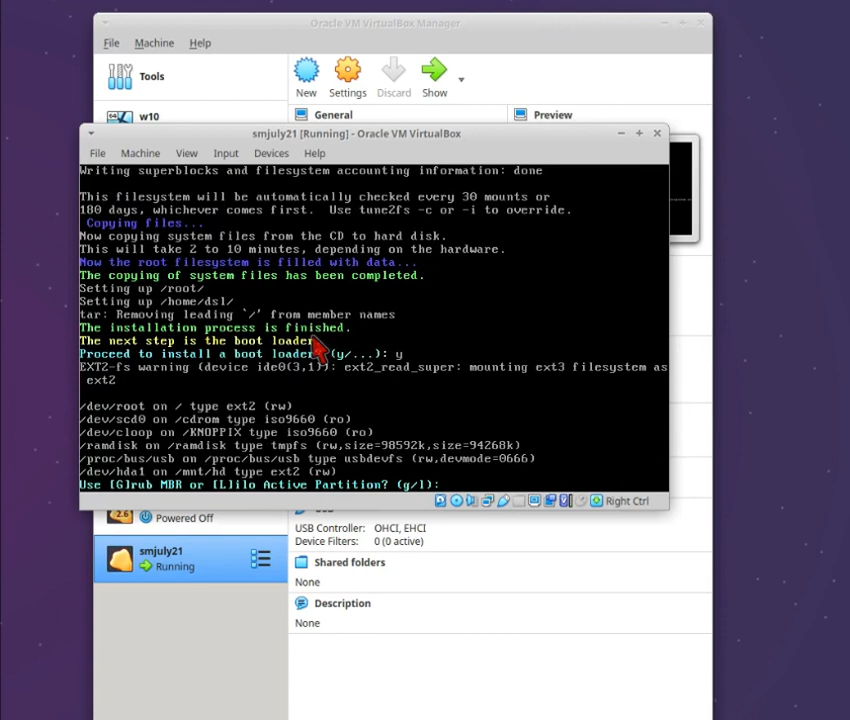 Oracle VM VirtualBox Manager
File Machine Help
Tools
New Settings Discard Show
w10
General Preview
smjuly21 [Running] - Oracle VM VirtualBox
File Machine View Input Devices Help
Writing superblocks and filesystem accounting information: done
This filesystem will be automatically checked every 30 mounts or
180 days, whichever comes first.  Use tune2fs -c or -i to override.
Copying files...
Now copying system files from the CD to hard disk.
This will take 2 to 10 minutes, depending on the hardware.
Now the root filesystem is filled with data...
The copying of system files has been completed.
Setting up /root/
Setting up /home/dsl/
tar: Removing leading `/' from member names
The installation process is finished.
The next step is the boot loader
Proceed to install a boot loader (y/...): y
EXT2-fs warning (device ide0(3,1)): ext2_read_super: mounting ext3 filesystem as
ext2
/dev/root on / type ext2 (rw)
/dev/scd0 on /cdrom type iso9660 (ro)
/dev/cloop on /KNOPPIX type iso9660 (ro)
/ramdisk on /ramdisk type tmpfs (rw,size=98592k,size=94268k)
/proc/bus/usb on /proc/bus/usb type usbdevfs (rw,devmode=0666)
/dev/hda1 on /mnt/hd type ext2 (rw)
Use [G]rub MBR or [L]ilo Active Partition? (g/l):
Right Ctrl
2.6 Powered Off
USB Controller: OHCI, EHCI
Device Filters: 0 (0 active)
smjuly21
Running
Shared folders
None
Description
None